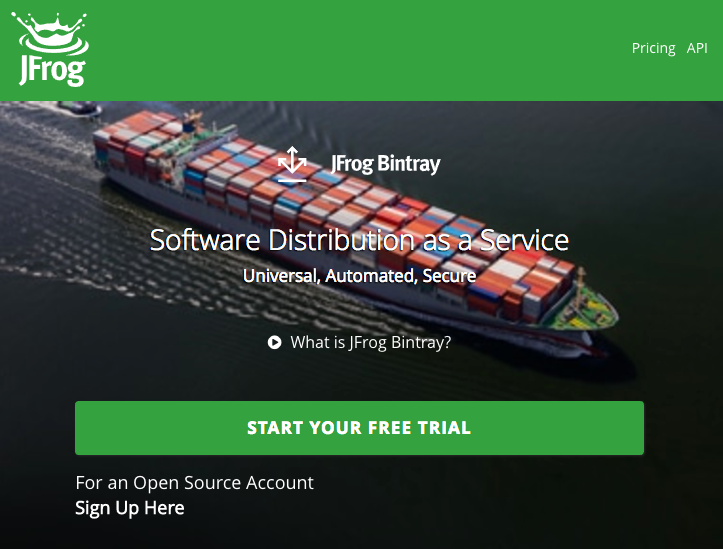 JFrog
Pricing API
JFrog Bintray
Software Distribution as a Service
Universal, Automated, Secure
What is JFrog Bintray?
START YOUR FREE TRIAL
For an Open Source Account
Sign Up Here